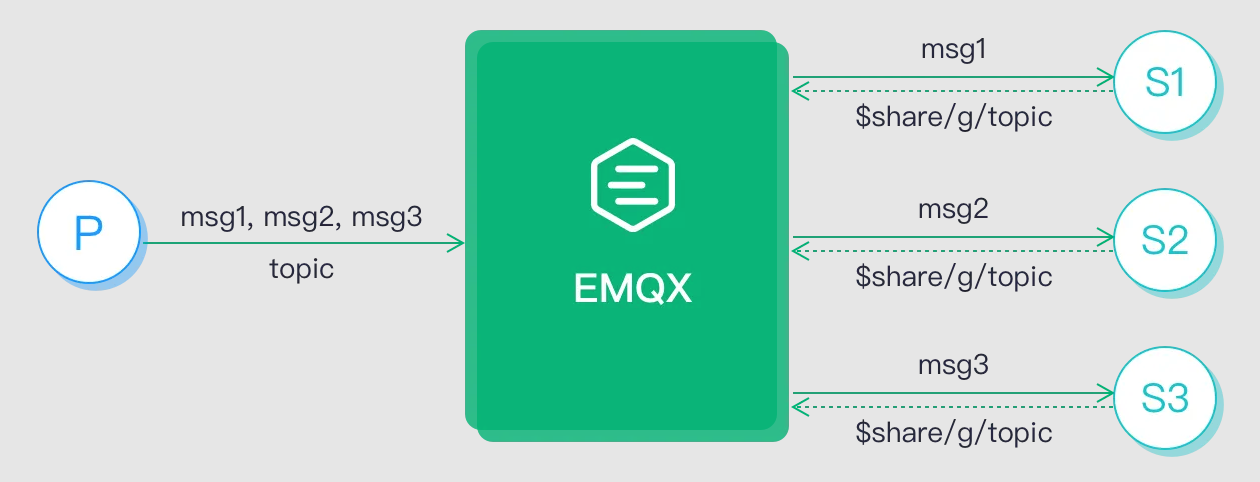 P
msg1, msg2, msg3
topic
EMQX
msg1
$share/g/topic
S1
msg2
$share/g/topic
S2
msg3
$share/g/topic
S3